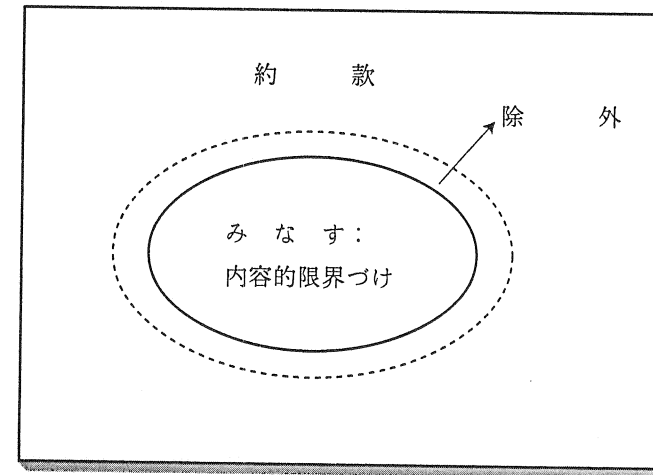 約　款
除　外
みなす：
内容的限界づけ